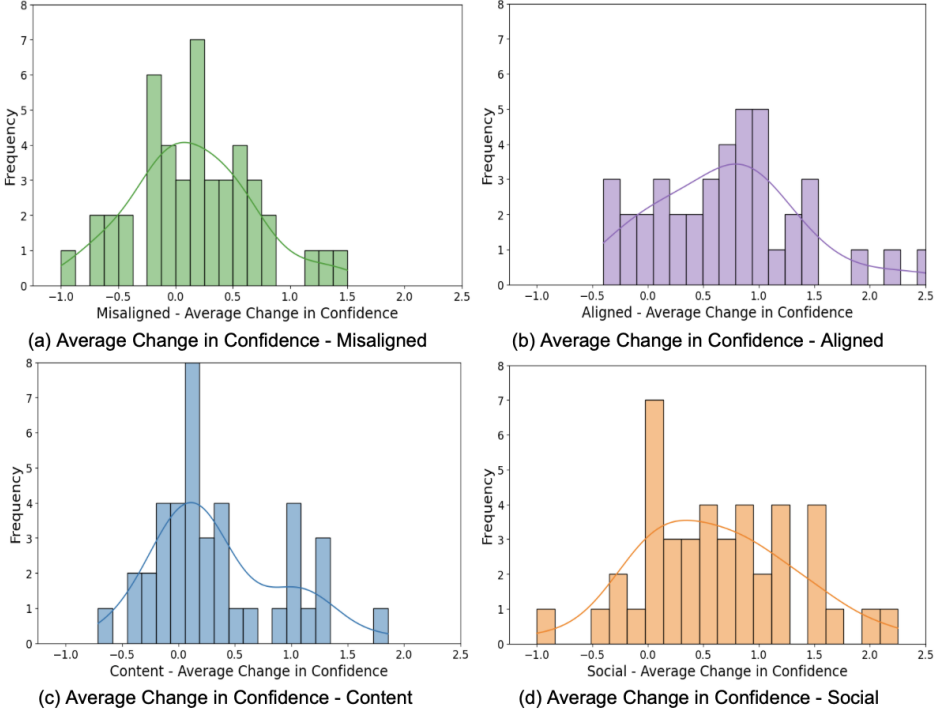 8
7
6
5
4
3
2
1
0
Frequency
−1.0 −0.5 0.0 0.5 1.0 1.5 2.0 2.5
Misaligned - Average Change in Confidence
(a) Average Change in Confidence - Misaligned
8
7
6
5
4
3
2
1
0
Frequency
−1.0 −0.5 0.0 0.5 1.0 1.5 2.0 2.5
Aligned - Average Change in Confidence
(b) Average Change in Confidence - Aligned
8
7
6
5
4
3
2
1
0
Frequency
−1.0 −0.5 0.0 0.5 1.0 1.5 2.0 2.5
Content - Average Change in Confidence
(c) Average Change in Confidence - Content
8
7
6
5
4
3
2
1
0
Frequency
−1.0 −0.5 0.0 0.5 1.0 1.5 2.0 2.5
Social - Average Change in Confidence
(d) Average Change in Confidence - Social